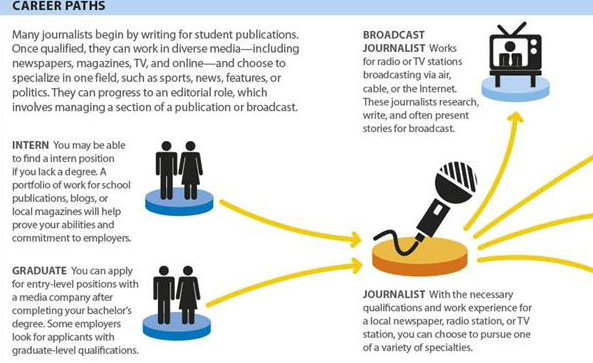 CAREER PATHS
Many journalists begin by writing for student publications.
Once qualified, they can work in diverse media—including
newspapers, magazines, TV, and online—and choose to
specialize in one field, such as sports, news, features, or
politics. They can progress to an editorial role, which
involves managing a section of a publication or broadcast.
INTERN You may be able
to find a intern position
if you lack a degree. A
portfolio of work for school
publications, blogs, or
local magazines will help
prove your abilities and
commitment to employers.
GRADUATE You can apply
for entry-level positions with
a media company after
completing your bachelor's
degree. Some employers
look for applicants with
graduate-level qualifications.
BROADCAST
JOURNALIST Works
for radio or TV stations
broadcasting via air,
cable, or the Internet.
These journalists research,
write, and often present
stories for broadcast.
JOURNALIST With the necessary
qualifications and work experience for
a local newspaper, radio station, or TV
station, you can choose to pursue one
of a variety of specialties.